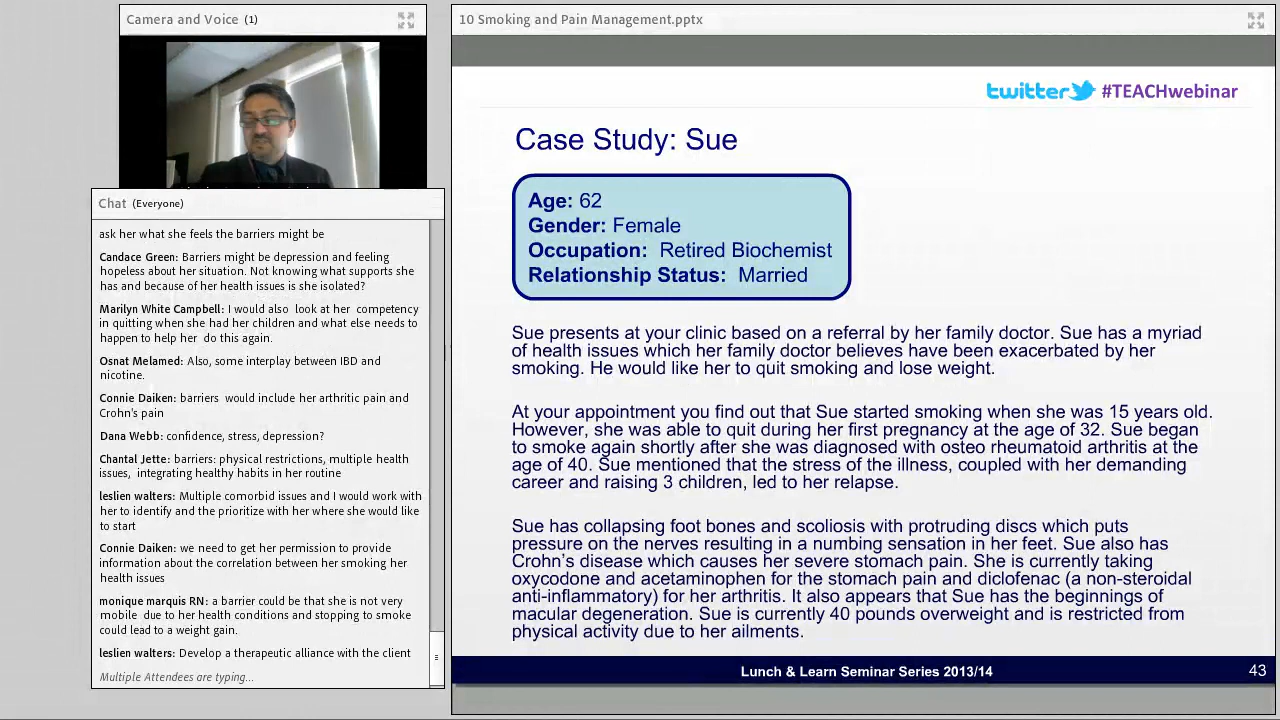 Camera and Voice (1)
Chat (Everyone)
ask her what she feels the barriers might be
Candace Green: Barriers might be depression and feeling
hopeless about her situation. Not knowing what supports she
has and because of her health issues is she isolated?
Marilyn White Campbell: I would also look at her competency
in quitting when she had her children and what else needs to
happen to help her do this again.
Osnat Melamed: Also, some interplay between IBD and
nicotine.
Connie Daiken: barriers would include her arthritic pain and
Crohn's pain
Dana Webb: confidence, stress, depression?
Chantal Jette: barriers: physical restrictions, multiple health
issues, integrating healthy habits in her routine
leslien walters: Multiple comorbid issues and I would work with
her to identify and the prioritize with her where she would like
to start
Connie Daiken: we need to get her permission to provide
information about the correlation between her smoking her
health issues
monique marquis RN: a barrier could be that she is not very
mobile due to her health conditions and stopping to smoke
could lead to a weight gain.
leslien walters: Develop a therapeutic alliance with the client
Multiple Attendees are typing...
10 Smoking and Pain Management.pptx
twitter #TEACHwebinar
Case Study: Sue
Age: 62
Gender: Female
Occupation: Retired Biochemist
Relationship Status: Married
Sue presents at your clinic based on a referral by her family doctor. Sue has a myriad
of health issues which her family doctor believes have been exacerbated by her
smoking. He would like her to quit smoking and lose weight.
At your appointment you find out that Sue started smoking when she was 15 years old.
However, she was able to quit during her first pregnancy at the age of 32. Sue began
to smoke again shortly after she was diagnosed with osteo rheumatoid arthritis at the
age of 40. Sue mentioned that the stress of the illness, coupled with her demanding
career and raising 3 children, led to her relapse.
Sue has collapsing foot bones and scoliosis with protruding discs which puts
pressure on the nerves resulting in a numbing sensation in her feet. Sue also has
Crohn's disease which causes her severe stomach pain. She is currently taking
oxycodone and acetaminophen for the stomach pain and diclofenac (a non-steroidal
anti-inflammatory) for her arthritis. It also appears that Sue has the beginnings of
macular degeneration. Sue is currently 40 pounds overweight and is restricted from
physical activity due to her ailments.
Lunch & Learn Seminar Series 2013/14
43